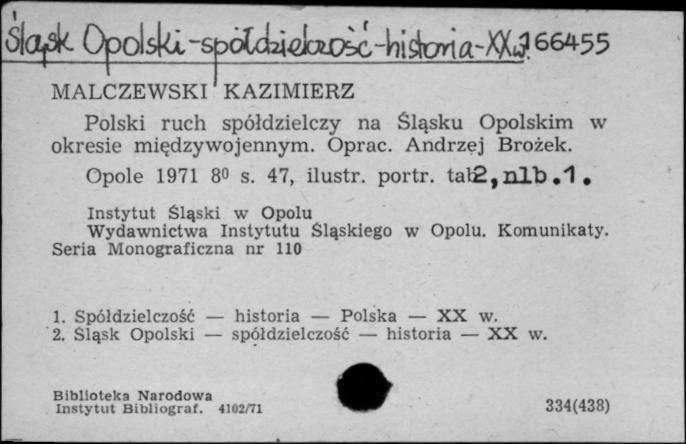 Śląsk Opolski-spółdzielczość-historia-XXw. 166455
MALCZEWSKI KAZIMIERZ
Polski ruch spółdzielczy na Śląsku Opolskim w
okresie międzywojennym. Oprac. Andrzej Brożek.
Opole 1971 8⁰ s. 47, ilustr. portr. tab2, nlb.1.
Instytut Śląski w Opolu
Wydawnictwa Instytutu Śląskiego w Opolu. Komunikaty.
Seria Monograficzna nr 110
1. Spółdzielczość — historia — Polska — XX w.
2. Śląsk Opolski — spółdzielczość — historia — XX w.
Biblioteka Narodowa
Instytut Bibliograf. 4102/71
334(438)